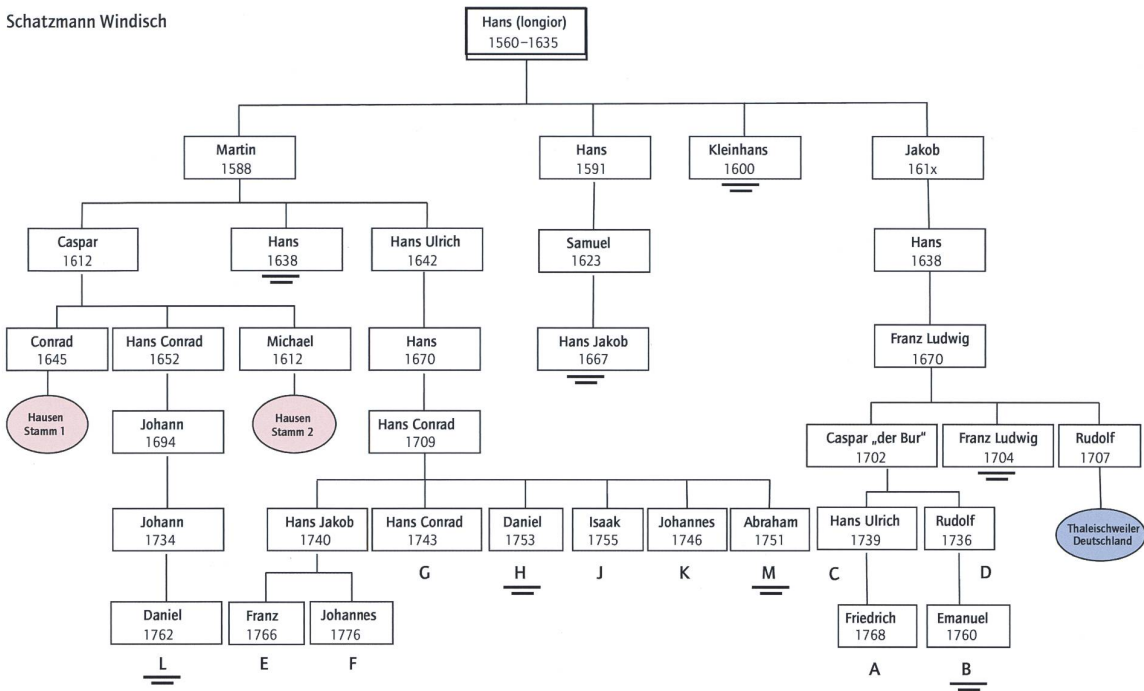 Schatzmann Windisch
Hans (longior)
1560–1635
Martin
1588
Hans
1591
Kleinhans
1600
Jakob
161x
Caspar
1612
Hans
1638
Hans Ulrich
1642
Samuel
1623
Hans
1638
Conrad
1645
Hans Conrad
1652
Michael
1612
Hans
1670
Hans Jakob
1667
Franz Ludwig
1670
Hausen
Stamm 1
Johann
1694
Hausen
Stamm 2
Hans Conrad
1709
Caspar „der Bur“
1702
Franz Ludwig
1704
Rudolf
1707
Johann
1734
Hans Jakob
1740
Hans Conrad
1743
Daniel
1753
Isaak
1755
Johannes
1746
Abraham
1751
Hans Ulrich
1739
Rudolf
1736
Thaleischweiler
Deutschland
G
H
J
K
M
C
D
Daniel
1762
Franz
1766
Johannes
1776
Friedrich
1768
Emanuel
1760
L
E
F
A
B